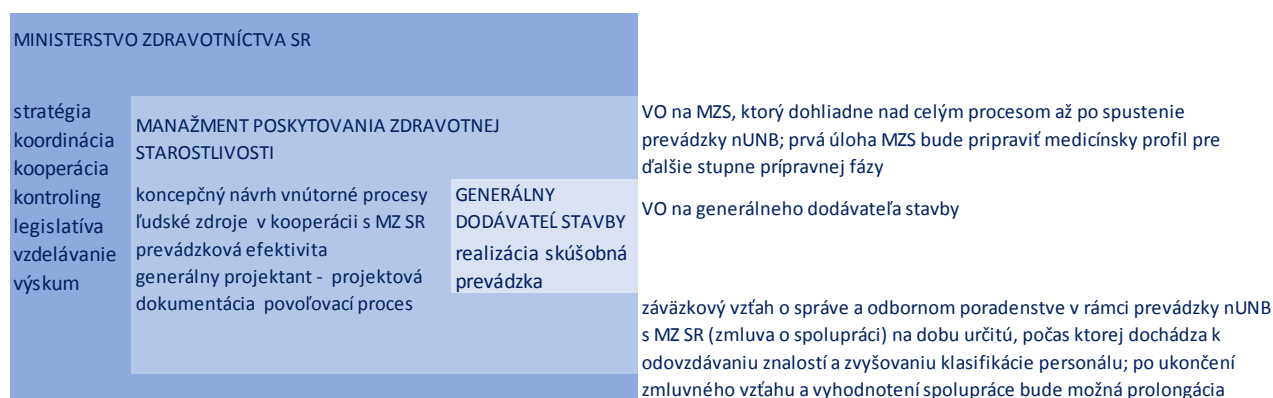 MINISTERSTVO ZDRAVOTNÍCTVA SR
stratégia
koordinácia
kooperácia
kontroling
legislatíva
vzdelávanie
výskum
MANAŽMENT POSKYTOVANIA ZDRAVOTNEJ
STAROSTLIVOSTI
koncepčný návrh vnútorné procesy
ľudské zdroje v kooperácii s MZ SR
prevádzková efektivita
generálny projektant - projektová
dokumentácia povoľovací proces
GENERÁLNY
DODÁVATEĹ STAVBY
realizácia skúšobná
prevádzka
VO na MZS, ktorý dohliadne nad celým procesom až po spustenie
prevádzky nUNB; prvá úloha MZS bude pripraviť medicínsky profil pre
ďalšie stupne prípravnej fázy
VO na generálneho dodávateľa stavby
záväzkový vzťah o správe a odbornom poradenstve v rámci prevádzky nUNB
s MZ SR (zmluva o spolupráci) na dobu určitú, počas ktorej dochádza k
odovzdávaniu znalostí a zvyšovaniu klasifikácie personálu; po ukončení
zmluvného vzťahu a vyhodnotení spolupráce bude možná prolongácia